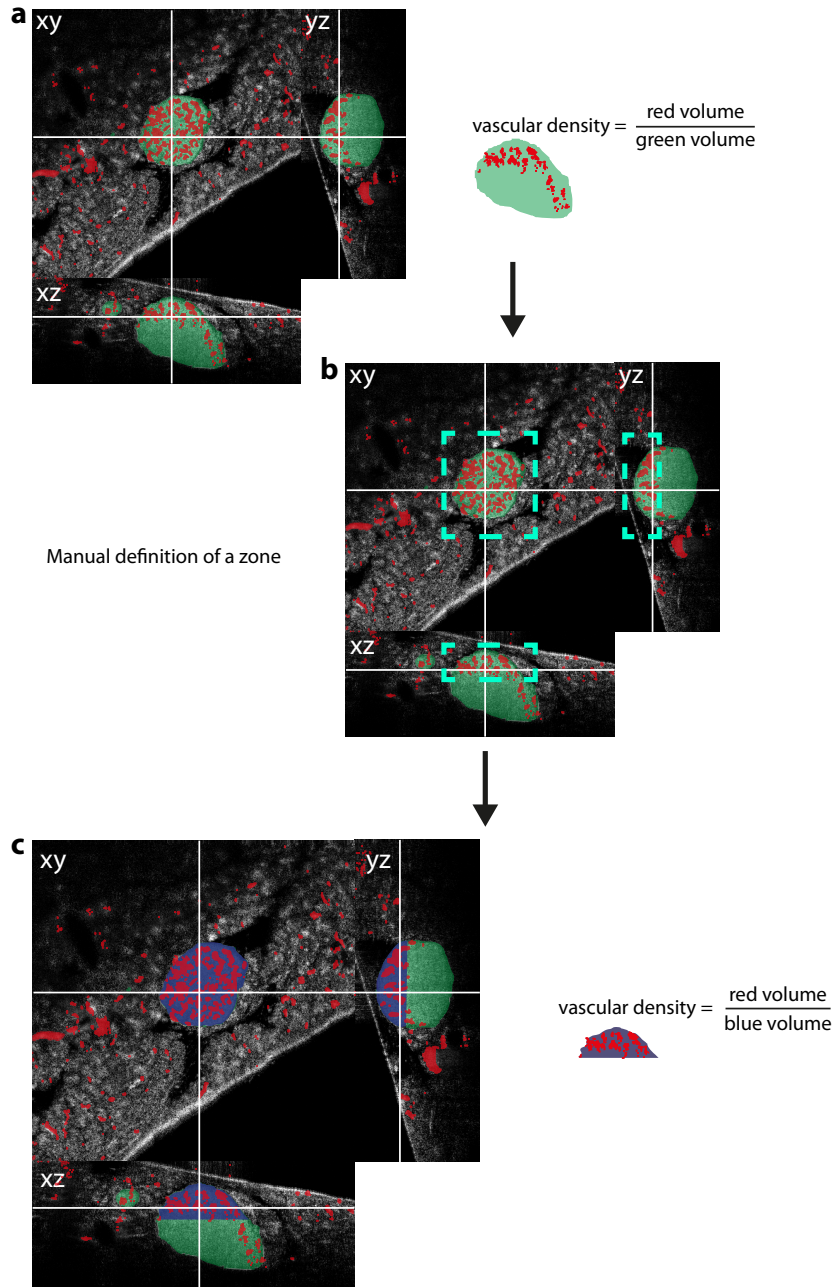 a
xy
yz
xz
vascular density = red volume
green volume
b
xy
yz
xz
Manual definition of a zone
c
xy
yz
xz
vascular density = red volume
blue volume